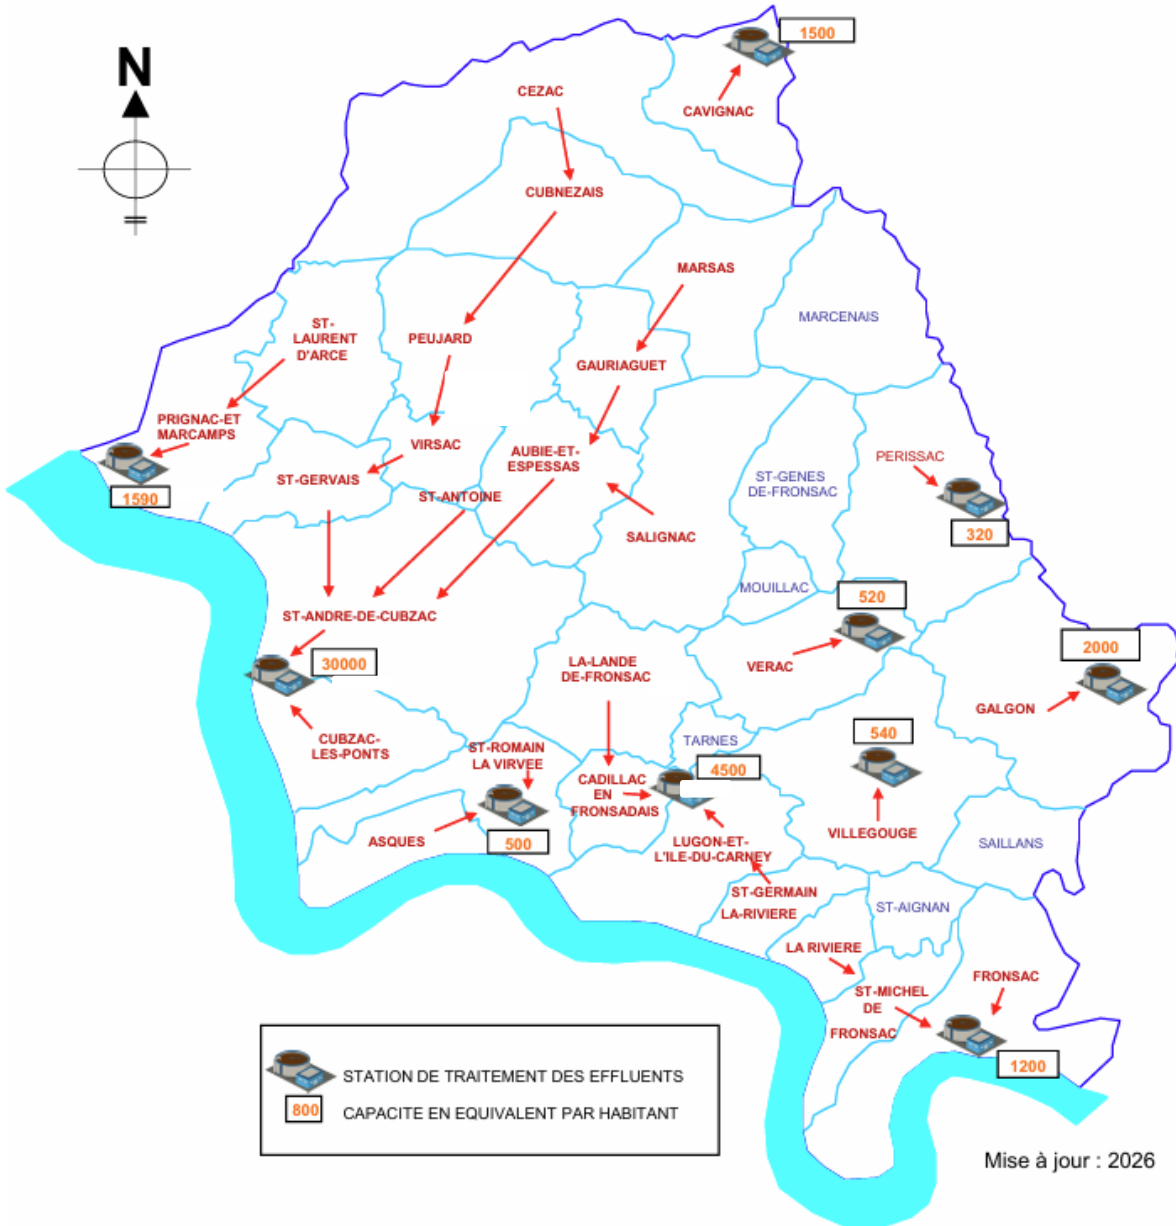 1500
N
CEZAC
CAVIGNAC
CUBNEZAIS
MARSAS
MARCENAIS
ST-
LAURENT
D'ARCE
PEUJARD
GAURIAGUET
PRIGNAC-ET
MARCAMPS
VIRSAC
AUBIE-ET-
ESPESSAS
PERISSAC
ST-GENES
DE-FRONSAC
ST-GERVAIS
ST-ANTOINE
1590
320
SALIGNAC
MOUILLAC
520
ST-ANDRE-DE-CUBZAC
30000
LA-LANDE
DE-FRONSAC
VERAC
2000
GALGON
CUBZAC-
LES-PONTS
ST-ROMAIN
LA VIRVEE
TARNES
540
4500
CADILLAC
EN
FRONSADAIS
ASQUES
500
LUGON-ET-
L'ILE-DU-CARNEY
VILLEGOUGE
SAILLANS
ST-GERMAIN
LA-RIVIERE
ST-AIGNAN
LA RIVIERE
ST-MICHEL
DE
FRONSAC
FRONSAC
1200
STATION DE TRAITEMENT DES EFFLUENTS
800
CAPACITE EN EQUIVALENT PAR HABITANT
Mise à jour : 2026